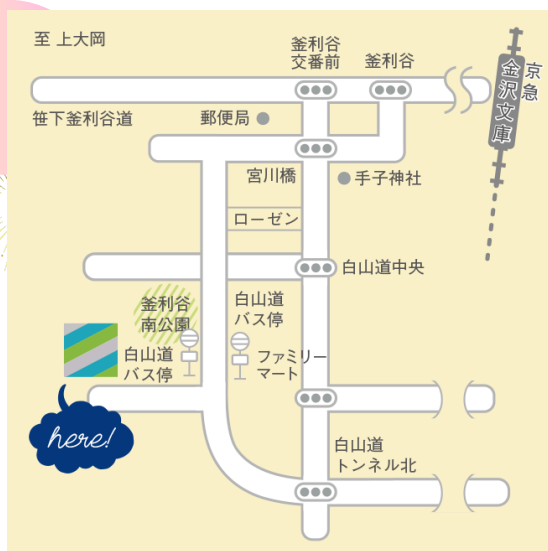 至 上大岡
釜利谷
交番前
釜利谷
京急
金沢文庫
笹下釜利谷道
郵便局
宮川橋
手子神社
ローゼン
白山道中央
釜利谷
南公園
白山道
バス停
白山道
バス停
ファミリー
マート
here!
白山道
トンネル北